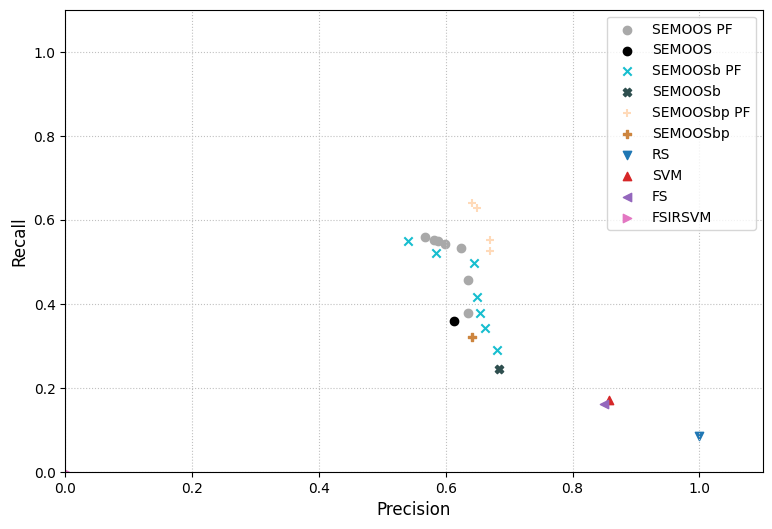 SEMOOS PF
SEMOOS
SEMOOSb PF
SEMOOSb
SEMOOSbp PF
SEMOOSbp
RS
SVM
FS
FSIRSVM
Recall
1.0
0.8
0.6
0.4
0.2
0.0
0.0 0.2 0.4 0.6 0.8 1.0
Precision